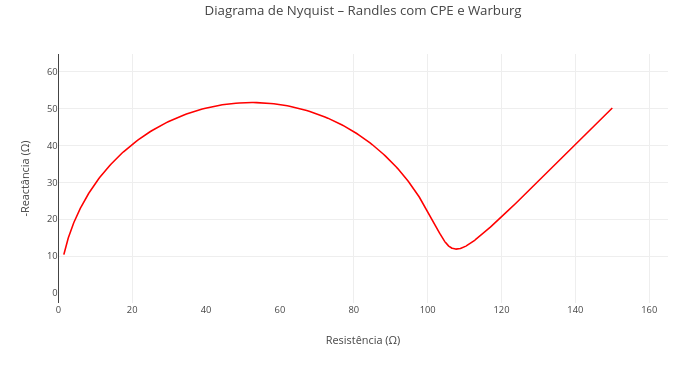 Diagrama de Nyquist – Randles com CPE e Warburg
60
50
40
30
20
10
0
-Reactância (Ω)
0 20 40 60 80 100 120 140 160
Resistência (Ω)